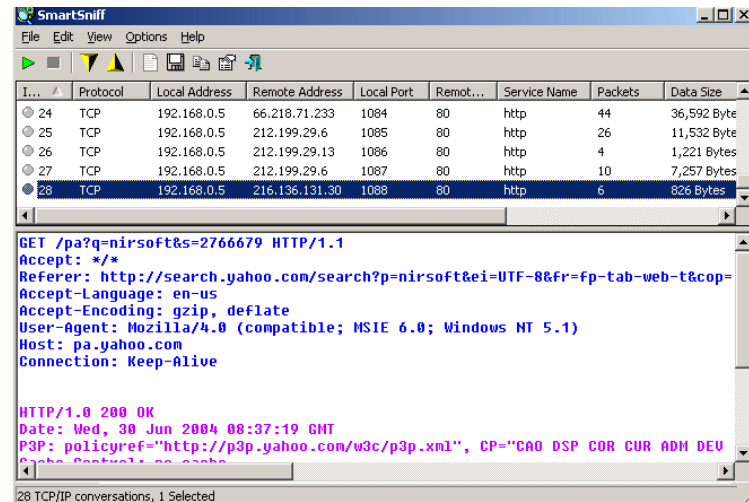 SmartSniff
File Edit View Options Help
I... Protocol Local Address Remote Address Local Port Remot... Service Name Packets Data Size
24 TCP 192.168.0.5 66.218.71.233 1084 80 http 44 36,592 Byte
25 TCP 192.168.0.5 212.199.29.6 1085 80 http 26 11,532 Byte
26 TCP 192.168.0.5 212.199.29.13 1086 80 http 4 1,221 Bytes
27 TCP 192.168.0.5 212.199.29.6 1087 80 http 10 7,257 Bytes
28 TCP 192.168.0.5 216.136.131.30 1088 80 http 6 826 Bytes
GET /pa?q=nirsoft&s=2766679 HTTP/1.1
Accept: */*
Referer: http://search.yahoo.com/search?p=nirsoft&ei=UTF-8&fr=fp-tab-web-t&cop=
Accept-Language: en-us
Accept-Encoding: gzip, deflate
User-Agent: Mozilla/4.0 (compatible; MSIE 6.0; Windows NT 5.1)
Host: pa.yahoo.com
Connection: Keep-Alive
HTTP/1.0 200 OK
Date: Wed, 30 Jun 2004 08:37:19 GMT
P3P: policyref="http://p3p.yahoo.com/w3c/p3p.xml", CP="CAO DSP COR CUR ADM DEV
Cache-Control: no-cache
28 TCP/IP conversations, 1 Selected